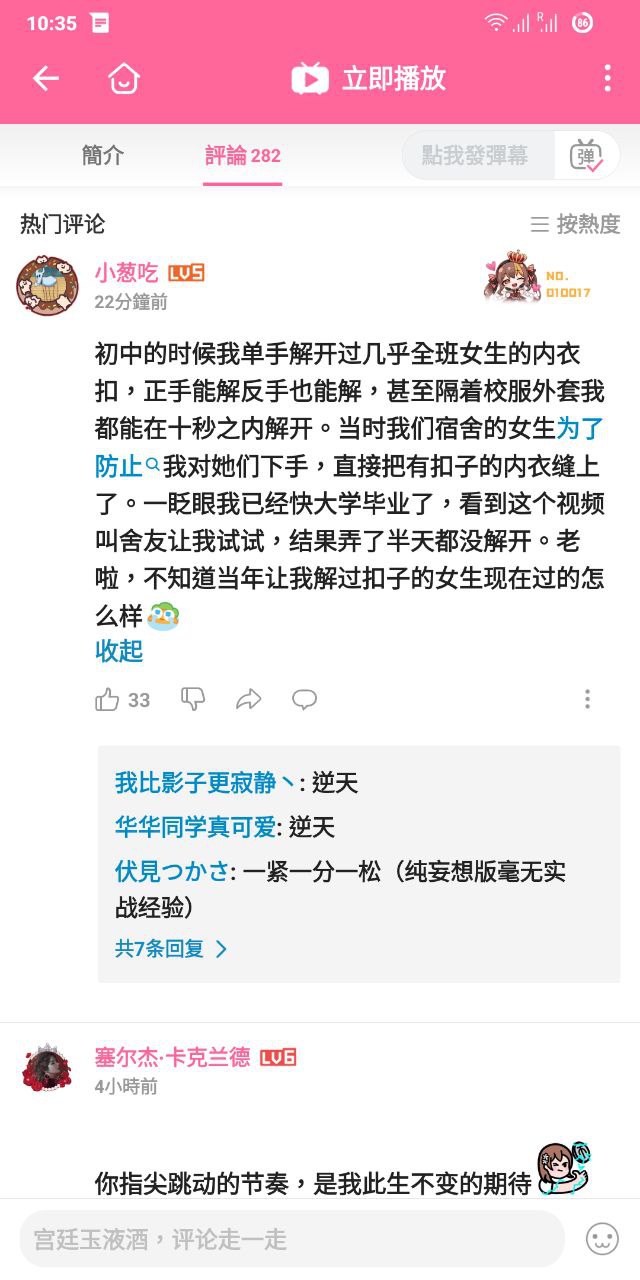 10:35
R
86
立即播放
簡介
評論 282
點我發彈幕
弹
热门评论
按熱度
小葱吃 LV5
22分鐘前
NO.
010017
初中的时候我单手解开过几乎全班女生的内衣
扣，正手能解反手也能解，甚至隔着校服外套我
都能在十秒之内解开。当时我们宿舍的女生为了
防止我对她们下手，直接把有扣子的内衣缝上
了。一眨眼我已经快大学毕业了，看到这个视频
叫舍友让我试试，结果弄了半天都没解开。老
啦，不知道当年让我解过扣子的女生现在过的怎
么样
收起
33
我比影子更寂静丶: 逆天
华华同学真可爱: 逆天
伏見つかさ: 一紧一分一松（纯妄想版毫无实
战经验）
共7条回复
塞尔杰·卡克兰德 LV6
4小時前
你指尖跳动的节奏，是我此生不变的期待
宫廷玉液酒，评论走一走